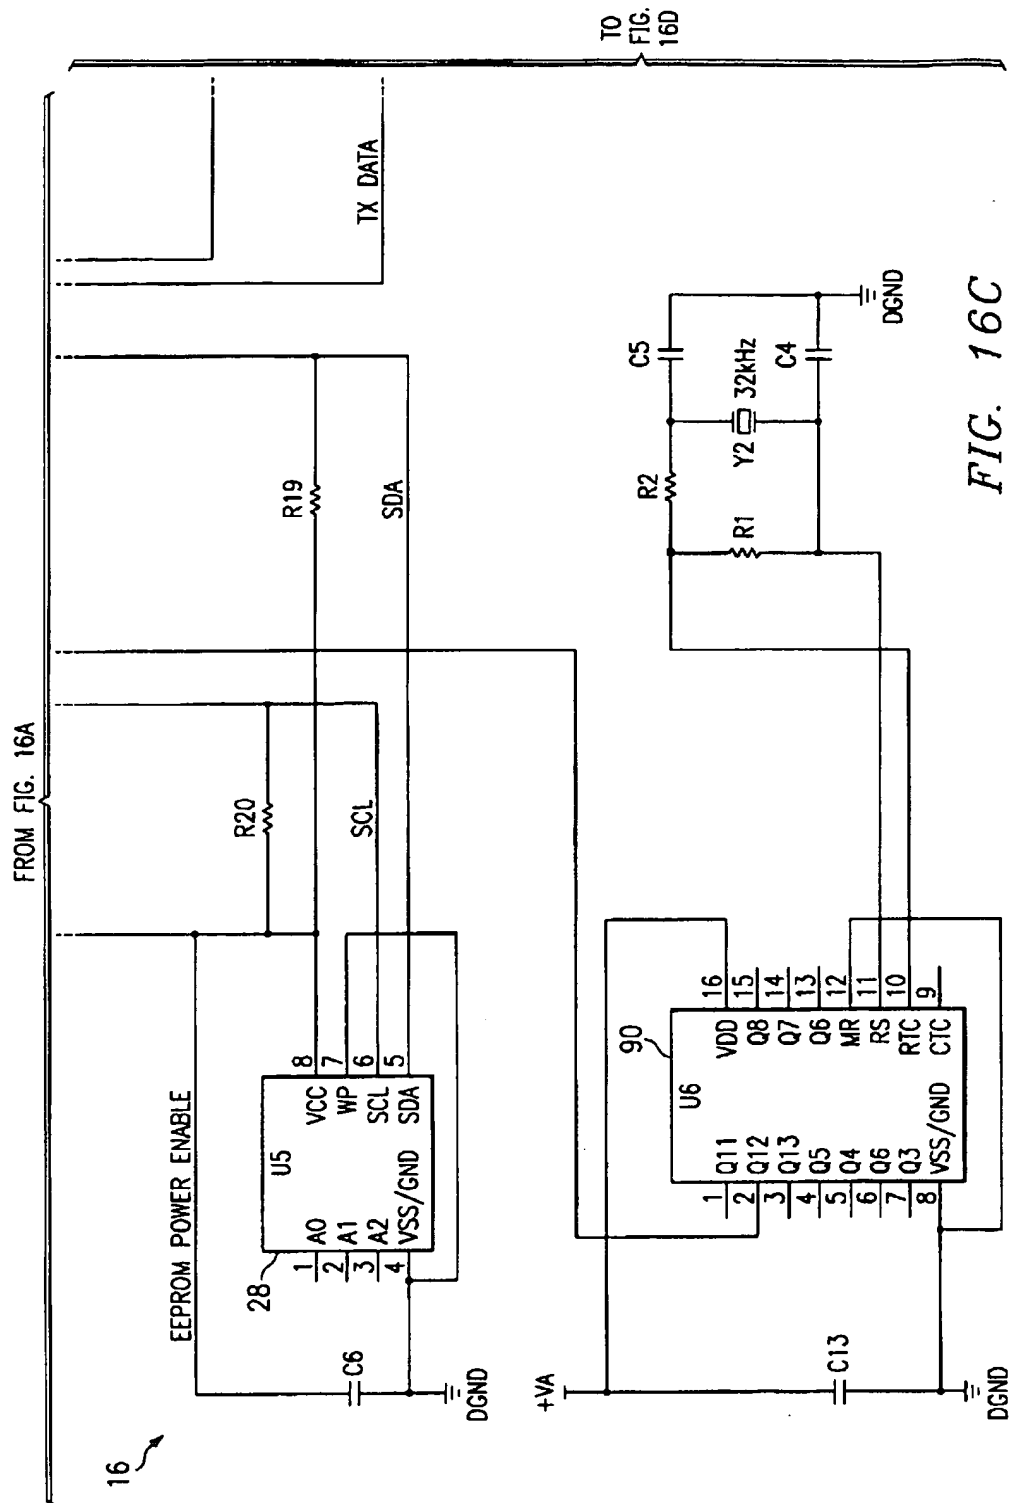 FROM FIG. 16A
TO
FIG.
16D
16
EEPROM POWER ENABLE
R20
R19
TX DATA
SCL
SDA
C6
DGND
28
U5
1 A0
2 A1
3 A2
4 VSS/GND
VCC 8
WP 7
SCL 6
SDA 5
+VA
C13
DGND
90
U6
1 Q11
2 Q12
3 Q13
4 Q5
5 Q4
6 Q6
7 Q3
8 VSS/GND
VDD 16
Q8 15
Q7 14
Q6 13
MR 12
RS 11
RTC 10
CTC 9
R2
R1
C5
Y2
32kHz
C4
DGND
FIG. 16C